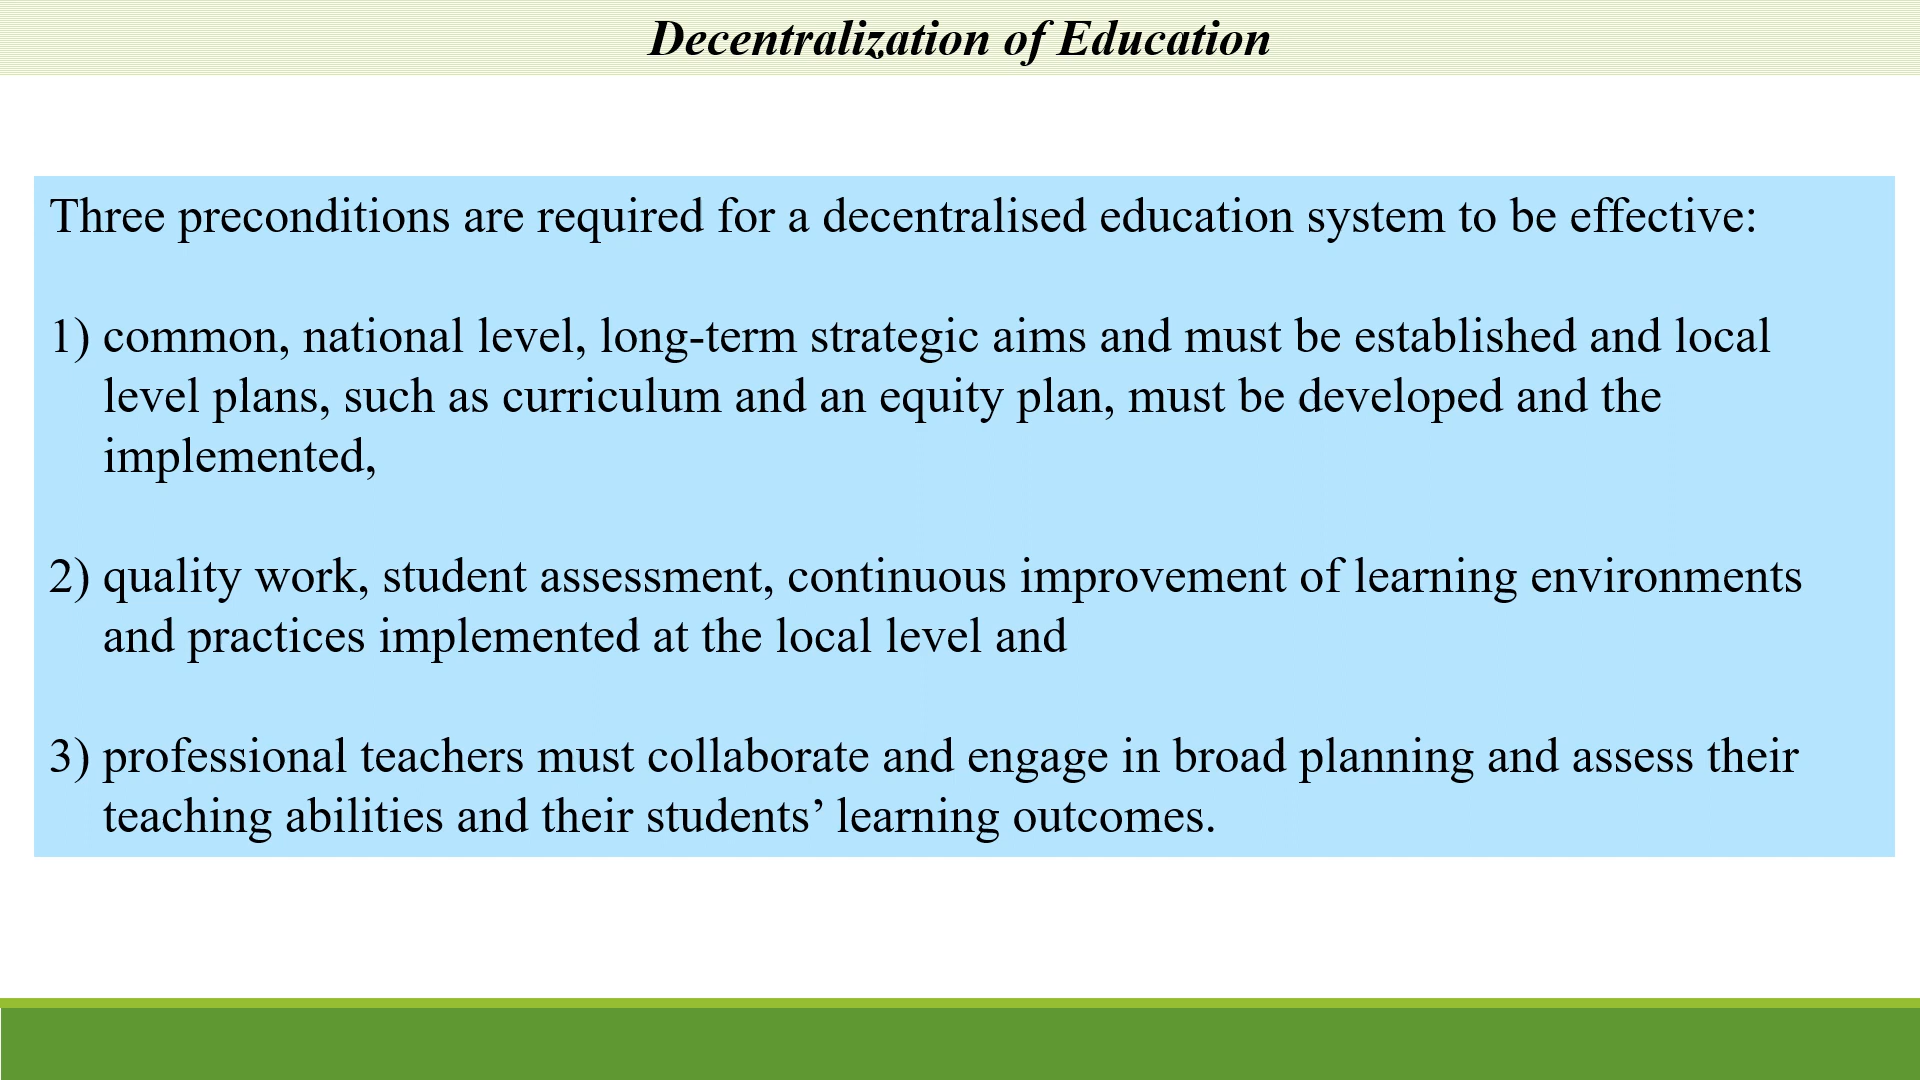 Decentralization of Education
Three preconditions are required for a decentralised education system to be effective:
1) common, national level, long-term strategic aims and must be established and local
level plans, such as curriculum and an equity plan, must be developed and the
implemented,
2) quality work, student assessment, continuous improvement of learning environments
and practices implemented at the local level and
3) professional teachers must collaborate and engage in broad planning and assess their
teaching abilities and their students’ learning outcomes.